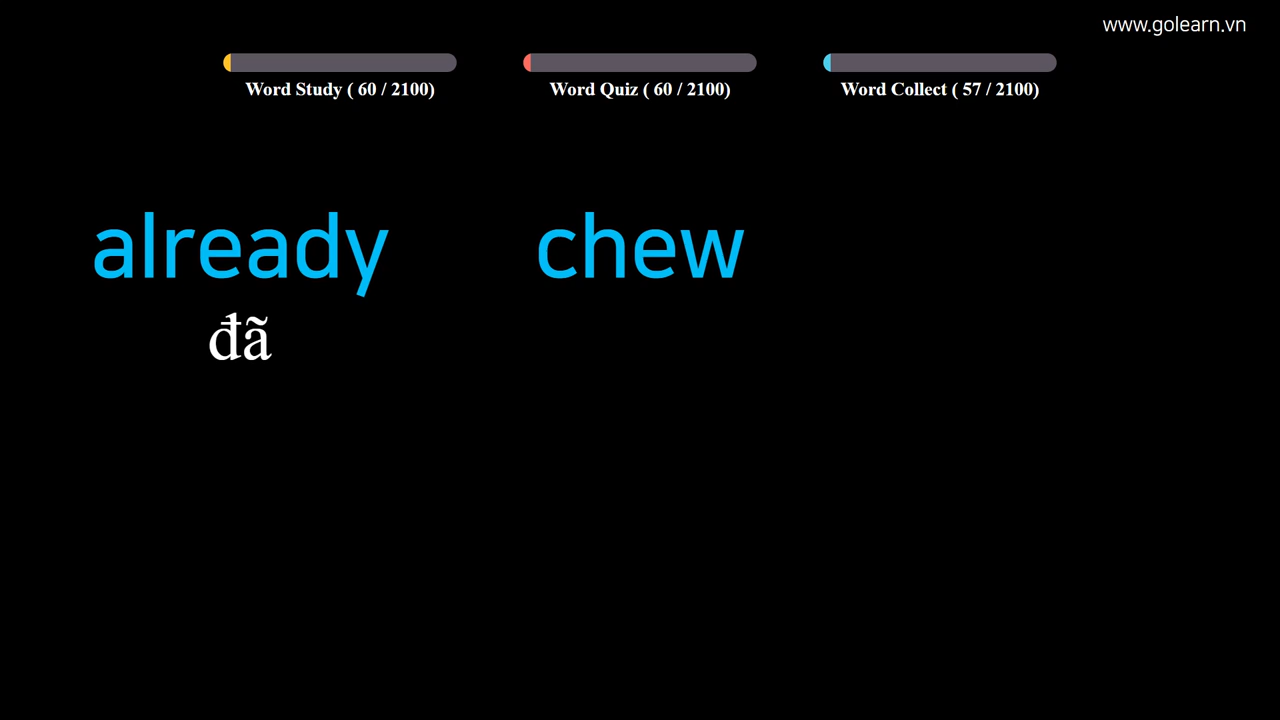 www.golearn.vn
Word Study ( 60 / 2100)
Word Quiz ( 60 / 2100)
Word Collect ( 57 / 2100)
already
chew
đã